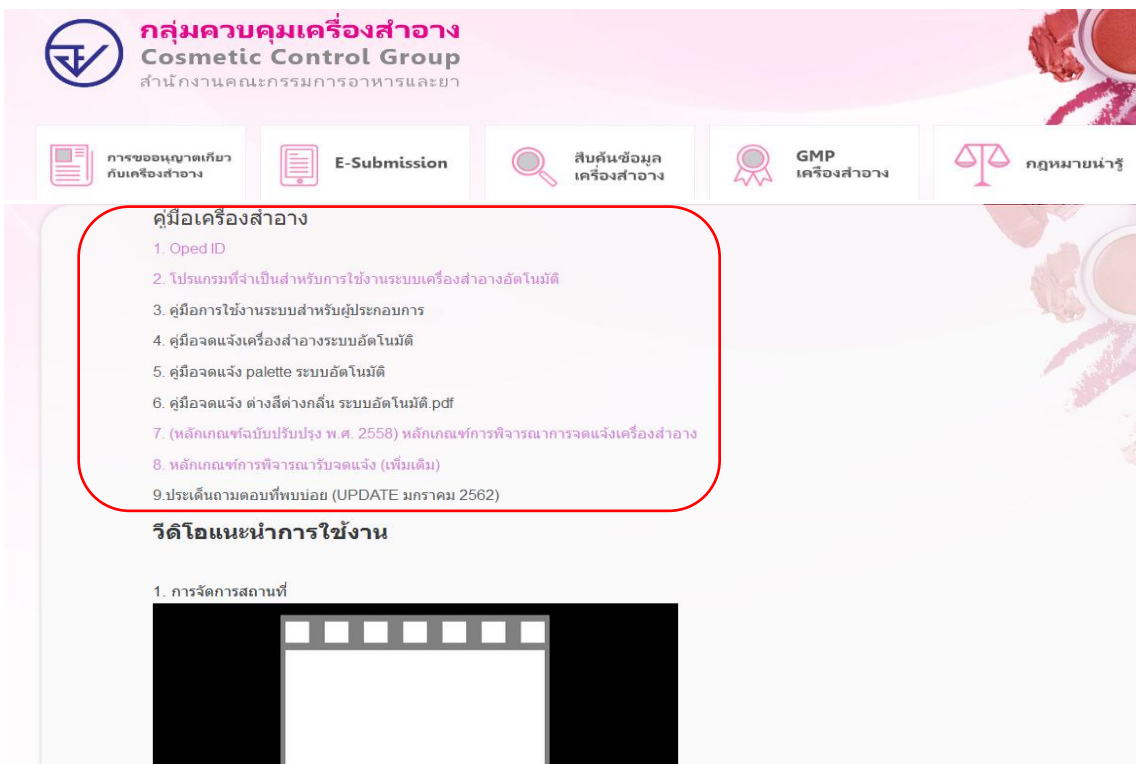 กลุ่มควบคุมเครื่องสำอาง
Cosmetic Control Group
สำนักงานคณะกรรมการอาหารและยา
การขออนุญาตเกี่ยว
กับเครื่องสำอาง
E-Submission
สืบค้นข้อมูล
เครื่องสำอาง
GMP
เครื่องสำอาง
กฎหมายน่ารู้
คู่มือเครื่องสำอาง
1. Oped ID
2. โปรแกรมที่จำเป็นสำหรับการใช้งานระบบเครื่องสำอางอัตโนมัติ
3. คู่มือการใช้งานระบบสำหรับผู้ประกอบการ
4. คู่มือจดแจ้งเครื่องสำอางระบบอัตโนมัติ
5. คู่มือจดแจ้ง palette ระบบอัตโนมัติ
6. คู่มือจดแจ้ง ต่างสีต่างกลิ่น ระบบอัตโนมัติ.pdf
7. (หลักเกณฑ์ฉบับปรับปรุง พ.ศ. 2558) หลักเกณฑ์การพิจารณาการจดแจ้งเครื่องสำอาง
8. หลักเกณฑ์การพิจารณารับจดแจ้ง (เพิ่มเติม)
9.ประเด็นถามตอบที่พบบ่อย (UPDATE มกราคม 2562)
วีดิโอแนะนำการใช้งาน
1. การจัดการสถานที่